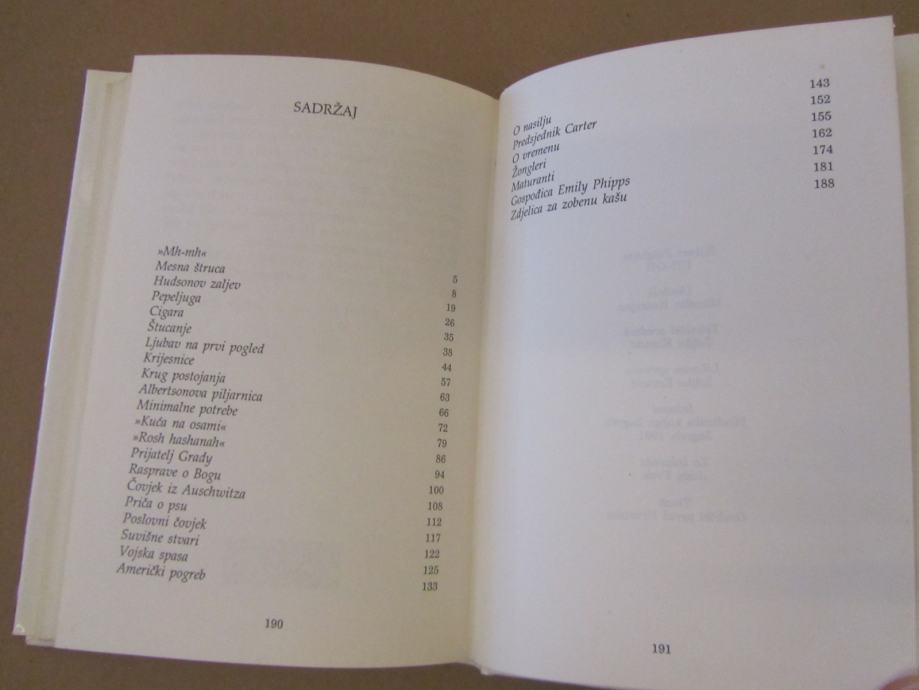 SADRŽAJ
»Mh-mh« 5
Mesna štruca 8
Hudsonov zaljev 19
Pepeljuga 26
Cigara 35
Štucanje 38
Ljubav na prvi pogled 44
Krijesnice 57
Krug postojanja 63
Albertsonova piljarnica 66
Minimalne potrebe 72
»Kuća na osami« 79
»Rosh hashanah« 86
Prijatelj Grady 94
Rasprave o Bogu 100
Čovjek iz Auschwitza 108
Priča o psu 112
Poslovni čovjek 117
Suvišne stvari 122
Vojska spasa 125
Američki pogreb 133
190
O nasilju 143
Predsjednik Carter 152
O vremenu 155
Žongleri 162
Maturanti 174
Gospođica Emily Phipps 181
Zdjelica za zobenu kašu 188
191